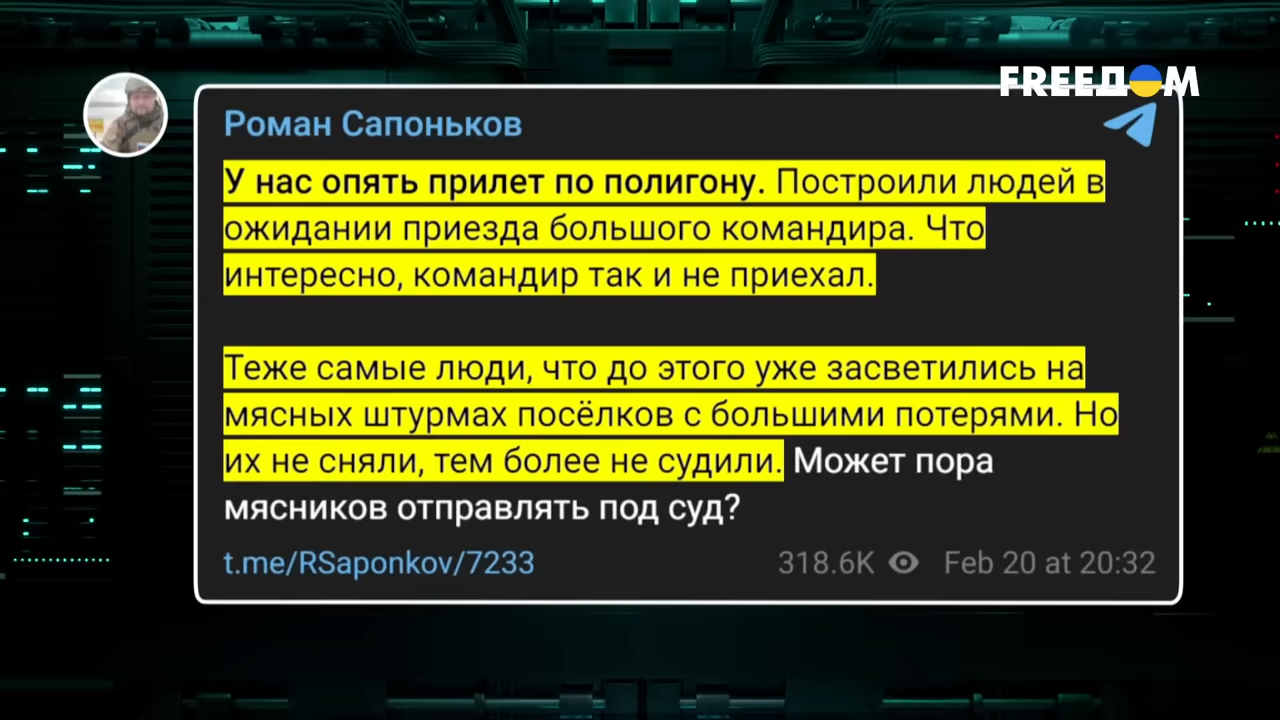 FREEДОМ
Роман Сапоньков
У нас опять прилет по полигону. Построили людей в
ожидании приезда большого командира. Что
интересно, командир так и не приехал.
Теже самые люди, что до этого уже засветились на
мясных штурмах посёлков с большими потерями. Но
их не сняли, тем более не судили. Может пора
мясников отправлять под суд?
t.me/RSaponkov/7233
318.6K Feb 20 at 20:32